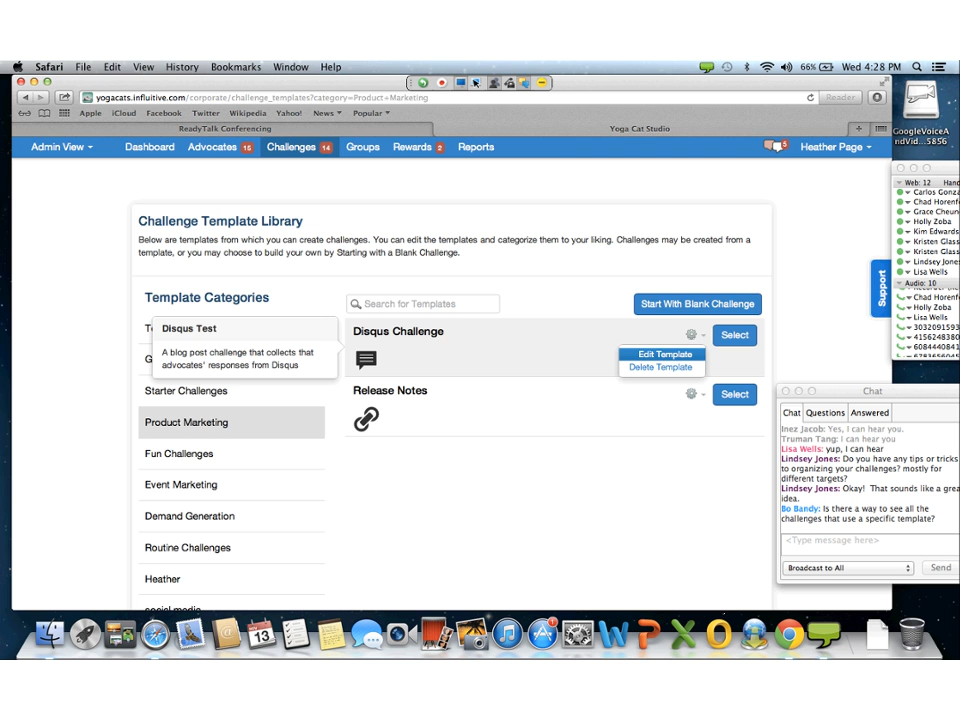 Safari File Edit View History Bookmarks Window Help
66% Wed 4:28 PM
yogacats.influitive.com/corporate/challenge_templates?category=Product+Marketing
Reader
Apple iCloud Facebook Twitter Wikipedia Yahoo! News Popular
ReadyTalk Conferencing
Yoga Cat Studio
GoogleVoiceA
ndVid...5856
Admin View Dashboard Advocates 15 Challenges 14 Groups Rewards 2 Reports
5 Heather Page
Challenge Template Library
Below are templates from which you can create challenges. You can edit the templates and categorize them to your liking. Challenges may be created from a
template, or you may choose to build your own by Starting with a Blank Challenge.
Template Categories
Search for Templates
Start With Blank Challenge
Disqus Test
A blog post challenge that collects that
advocates' responses from Disqus
Starter Challenges
Product Marketing
Fun Challenges
Event Marketing
Demand Generation
Routine Challenges
Heather
social media
Disqus Challenge
Select
Edit Template
Delete Template
Release Notes
Select
Support
Web: 12 Hand
Carlos Gonza
Chad Horenfe
Grace Cheun
Holly Zoba
Kim Edwards
Kristen Glass
Kristen Glass
Lindsey Jone
Lisa Wells
Audio: 10
Chad Horenf
Holly Zoba
Lisa Wells
3032091593
4156248380
6084440841
Chat
Chat Questions Answered
Inez Jacob: Yes, I can hear you.
Truman Tang: I can hear you
Lisa Wells: yup, I can hear
Lindsey Jones: Do you have any tips or tricks
to organizing your challenges? mostly for
different targets?
Lindsey Jones: Okay! That sounds like a grea
idea.
Bo Bandy: Is there a way to see all the
challenges that use a specific template?
<Type message here>
Broadcast to All
Send
13
1